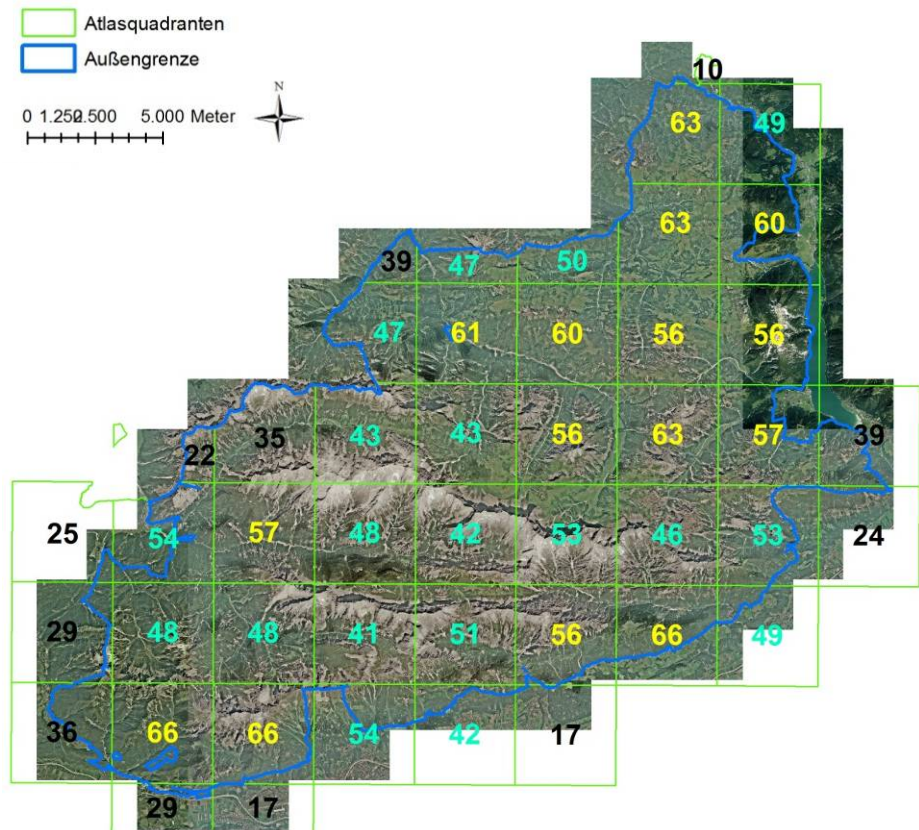 Atlasquadranten
Außengrenze
0 1.250 2.500 5.000 Meter
N
10
63 49
63 60
39 47 50
47 61 60 56 56
22 35 43 43 56 63 57 39
25 54 57 48 42 53 46 53 24
29 48 48 41 51 56 66 49
36 66 66 54 42 17
29 17